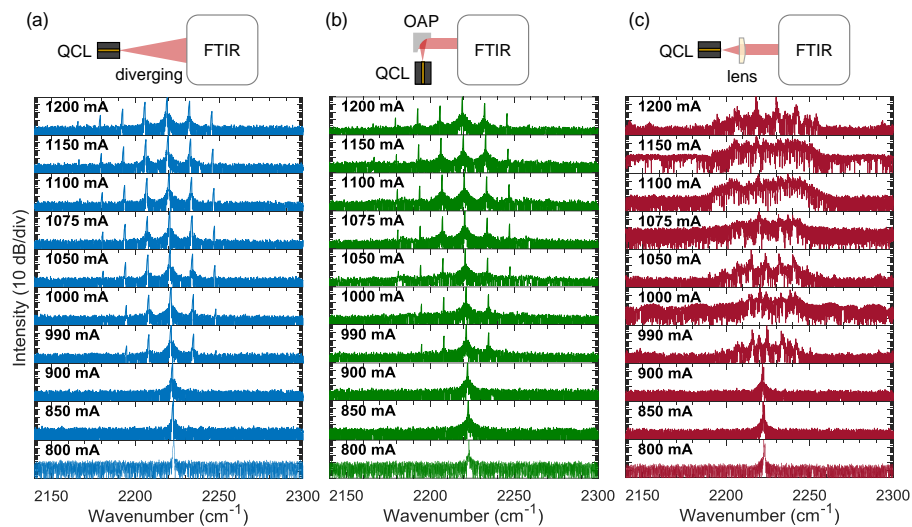 (a)
QCL
FTIR
diverging
(b)
OAP
QCL
FTIR
(c)
QCL
FTIR
lens
Intensity (10 dB/div)
1200 mA
1150 mA
1100 mA
1075 mA
1050 mA
1000 mA
990 mA
900 mA
850 mA
800 mA
2150 2200 2250 2300
Wavenumber (cm⁻¹)
1200 mA
1150 mA
1100 mA
1075 mA
1050 mA
1000 mA
990 mA
900 mA
850 mA
800 mA
2150 2200 2250 2300
Wavenumber (cm⁻¹)
1200 mA
1150 mA
1100 mA
1075 mA
1050 mA
1000 mA
990 mA
900 mA
850 mA
800 mA
2150 2200 2250 2300
Wavenumber (cm⁻¹)